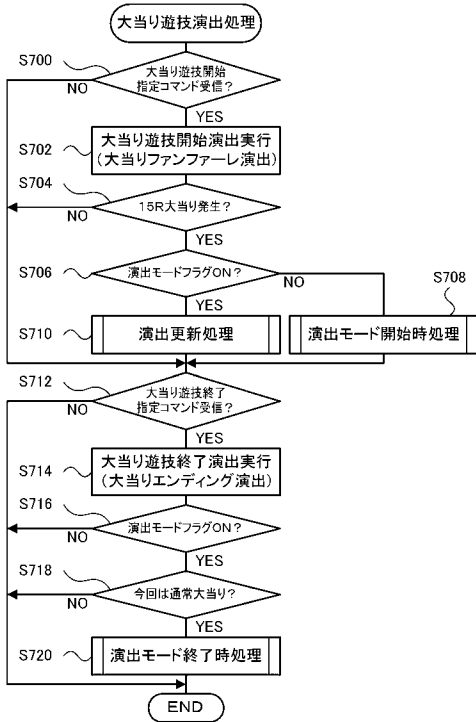 大当り遊技演出処理
S700
大当り遊技開始
指定コマンド受信?
NO
YES
S702
大当り遊技開始演出実行
(大当りファンファーレ演出)
S704
15R大当り発生?
NO
YES
S706
演出モードフラグON?
NO
S708
YES
S710
演出更新処理
演出モード開始時処理
S712
大当り遊技終了
指定コマンド受信?
NO
YES
S714
大当り遊技終了演出実行
(大当りエンディング演出)
S716
演出モードフラグON?
NO
YES
S718
今回は通常大当り?
NO
YES
S720
演出モード終了時処理
END